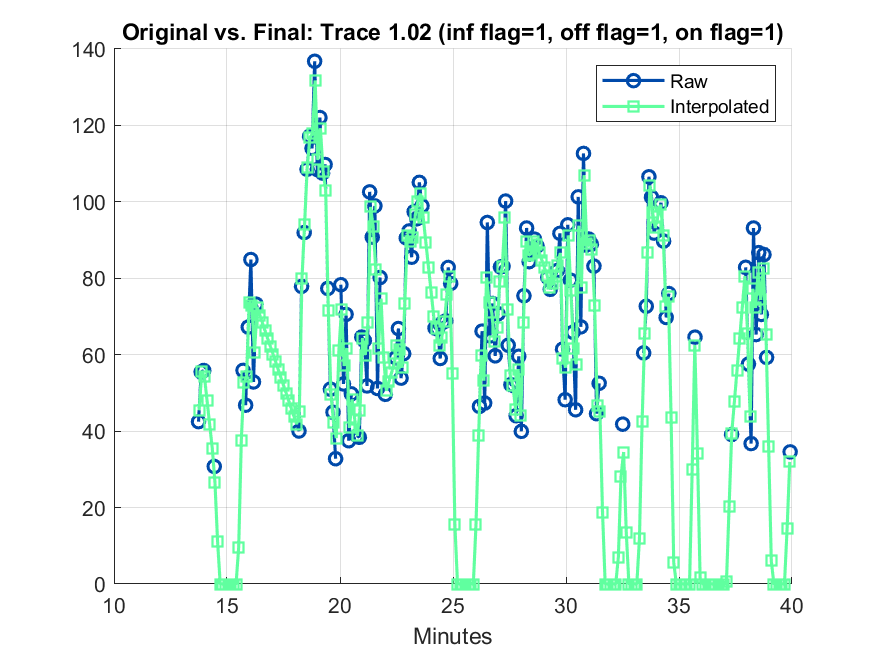 Original vs. Final: Trace 1.02 (inf flag=1, off flag=1, on flag=1)
140
120
100
80
60
40
20
0
Raw
Interpolated
10 15 20 25 30 35 40
Minutes